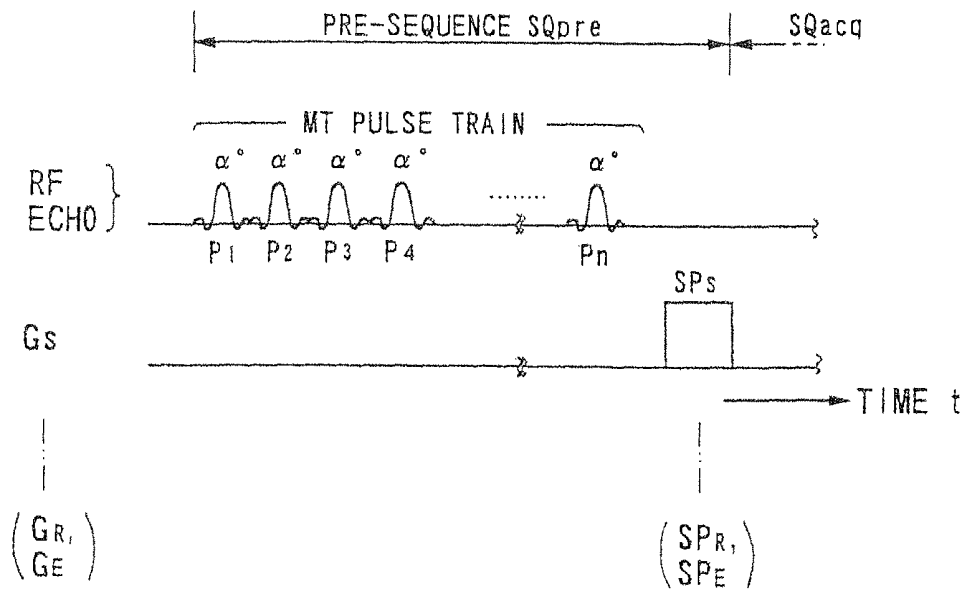 PRE-SEQUENCE SQpre
SQacq
MT PULSE TRAIN
α° α° α° α° ........ α°
RF
ECHO
P1 P2 P3 P4 Pn
SPs
Gs
TIME t
(GR,
GE)
(SPR,
SPE)